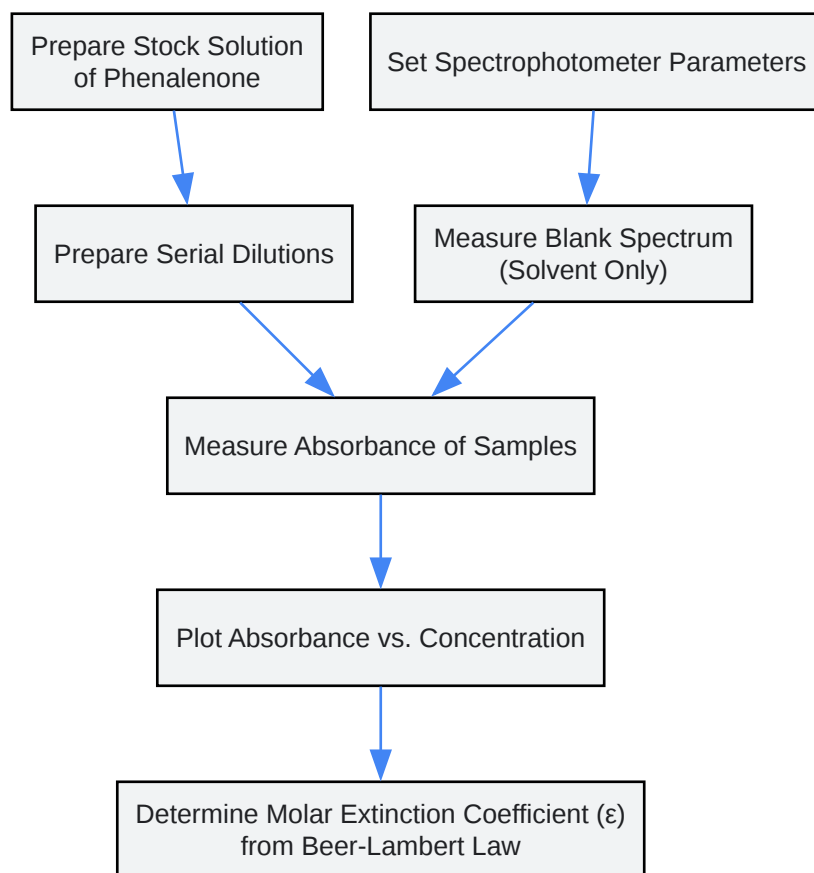 Prepare Stock Solution
of Phenalenone
Set Spectrophotometer Parameters
Prepare Serial Dilutions
Measure Blank Spectrum
(Solvent Only)
Measure Absorbance of Samples
Plot Absorbance vs. Concentration
Determine Molar Extinction Coefficient (ε)
from Beer-Lambert Law